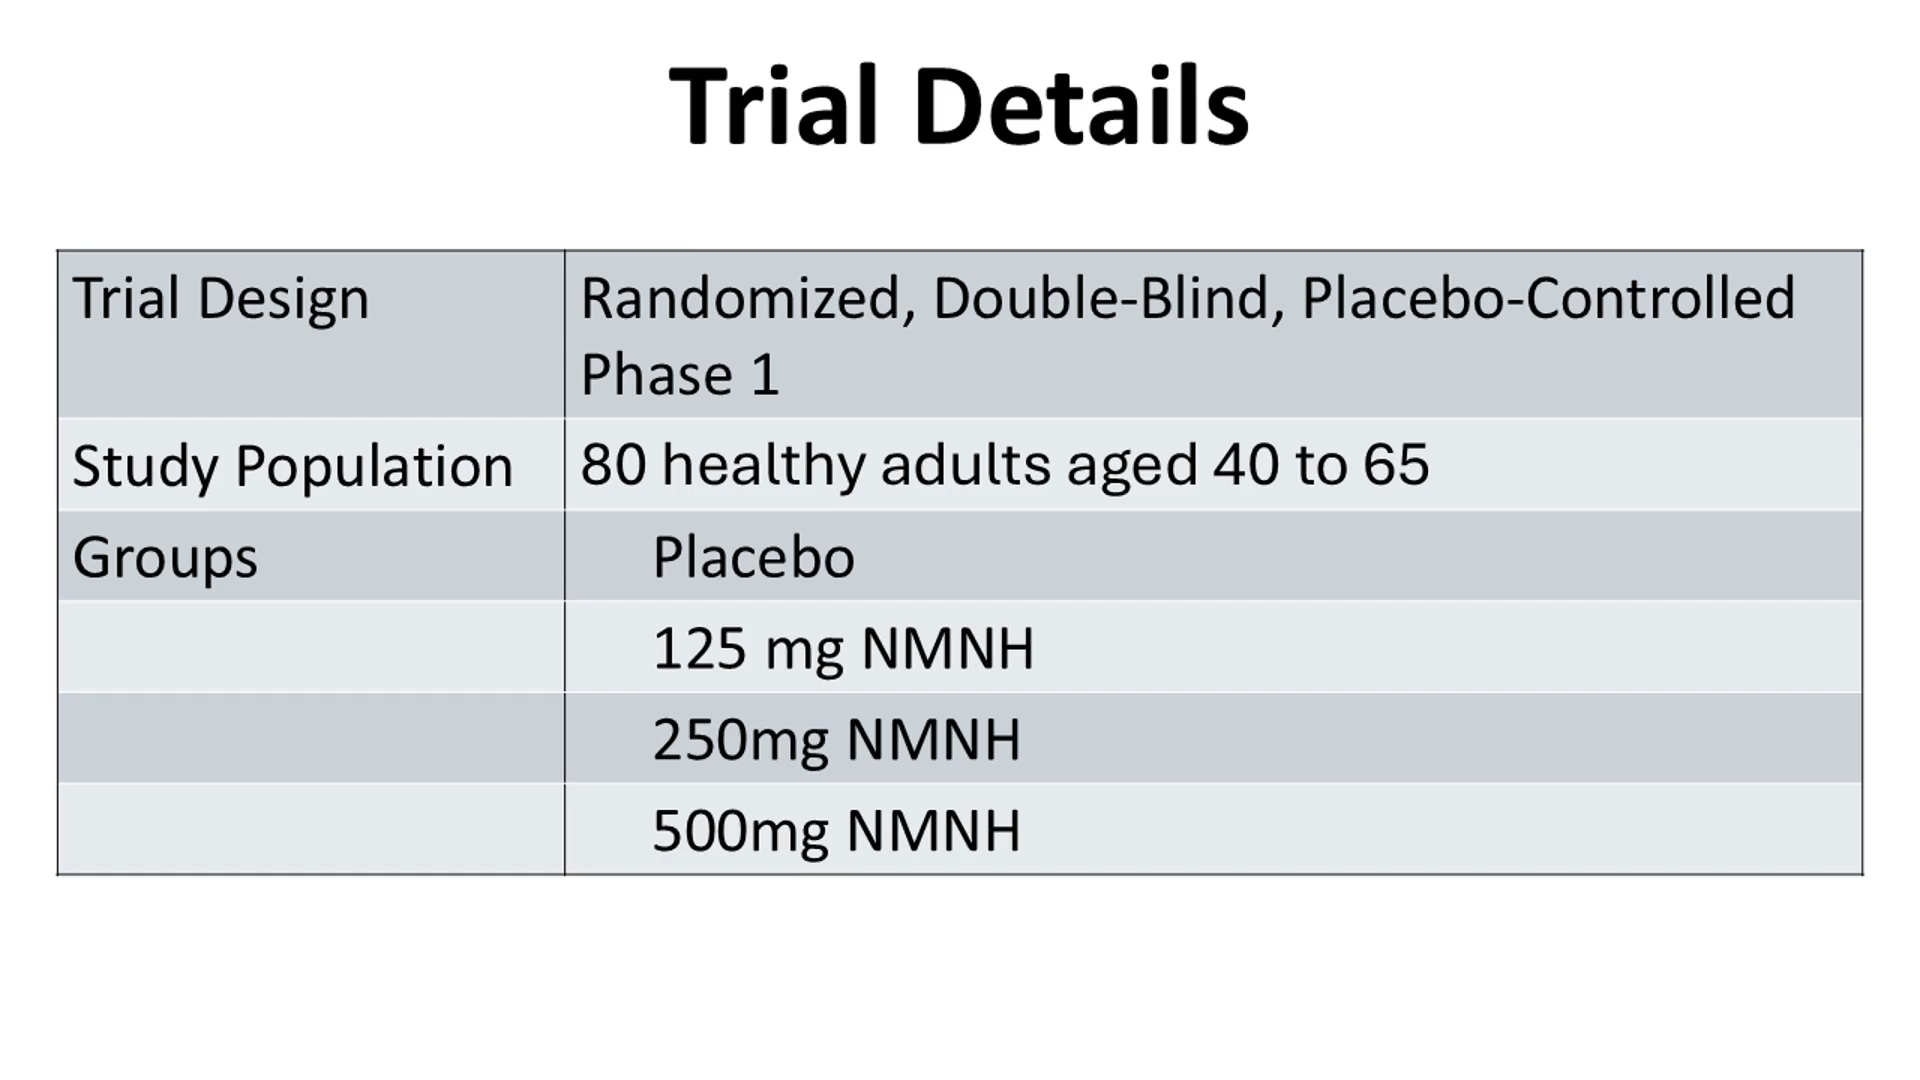 Trial Details
Trial Design
Randomized, Double-Blind, Placebo-Controlled
Phase 1
Study Population
80 healthy adults aged 40 to 65
Groups
Placebo
125 mg NMNH
250mg NMNH
500mg NMNH